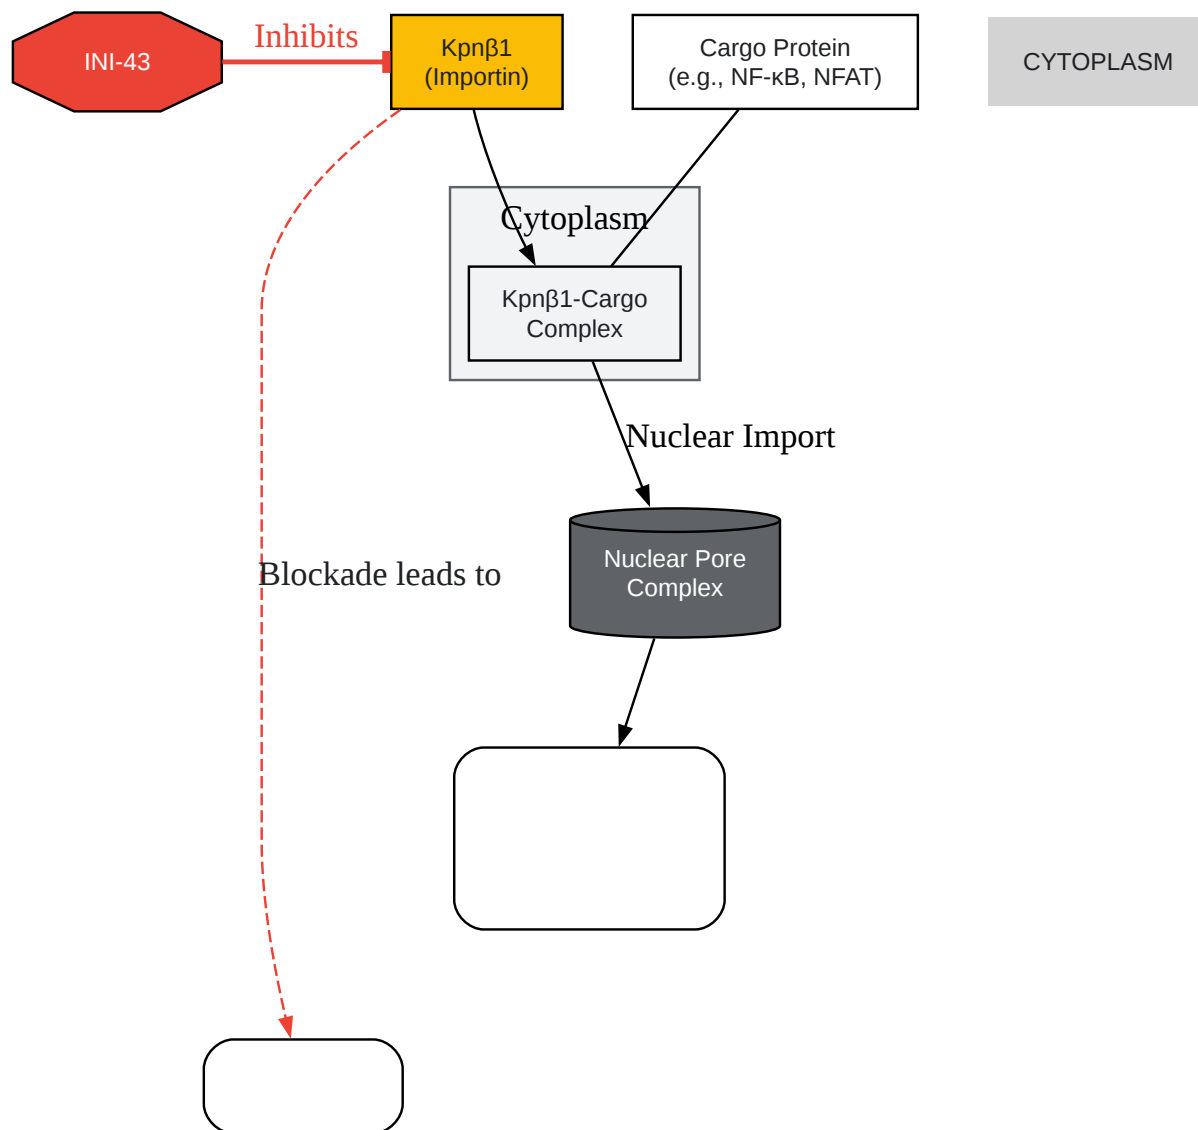 INI-43
Inhibits
Kpnβ1
(Importin)
Cargo Protein
(e.g., NF-κB, NFAT)
CYTOPLASM
Cytoplasm
Kpnβ1-Cargo
Complex
Nuclear Import
Nuclear Pore
Complex
Blockade leads to